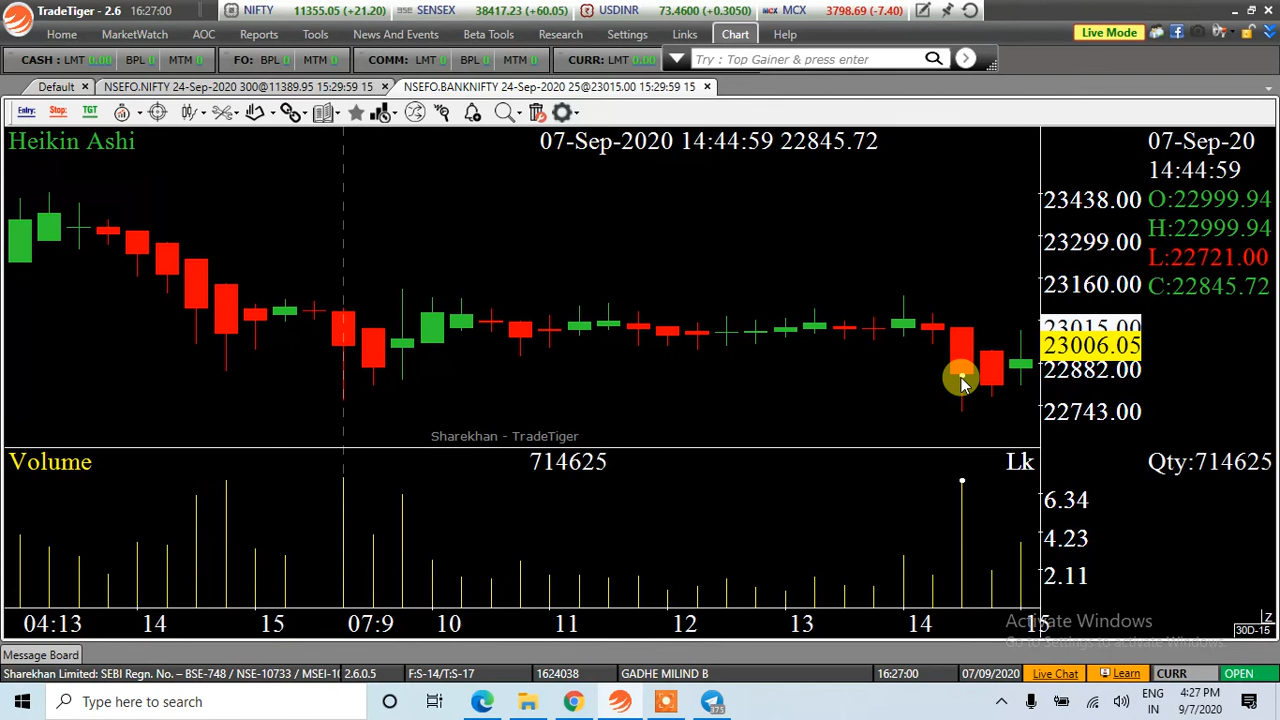 TradeTiger - 2.6 16:27:00 NIFTY 11355.05 (+21.20) SENSEX 38417.23 (+60.05) USDINR 73.4600 (+0.3050) MCX MCX 3798.69 (-7.40)
Home MarketWatch AOC Reports Tools News And Events Beta Tools Research Settings Links Chart Help Live Mode
CASH : LMT 0.00 BPL 0 MTM 0 FO: BPL 0 MTM 0 COMM: LMT 0 BPL 0 MTM 0 CURR: LMT 0.00 Try : Top Gainer & press enter
Default × NSEFO.NIFTY 24-Sep-2020 300@11389.95 15:29:59 15 × NSEFO.BANKNIFTY 24-Sep-2020 25@23015.00 15:29:59 15 ×
Entry: Stop: TGT
Heikin Ashi 07-Sep-2020 14:44:59 22845.72 07-Sep-20
14:44:59
23438.00 O:22999.94
H:22999.94
23299.00 L:22721.00
23160.00 C:22845.72
23015.00
23006.05
22882.00
22743.00
Sharekhan - TradeTiger
Volume 714625 Lk Qty:714625
6.34
4.23
2.11
04:13 14 15 07:9 10 11 12 13 14 15
Activate Windows
Go to Settings to activate Windows.
Z
30D-15
Message Board
Sharekhan Limited: SEBI Regn. No. – BSE-748 / NSE-10733 / MSEI-10 2.6.0.5 F:S-14/T:S-17 1624038 GADHE MILIND B 16:27:00 07/09/2020 Live Chat Learn CURR OPEN
Type here to search 375 ENG 4:27 PM
IN 9/7/2020